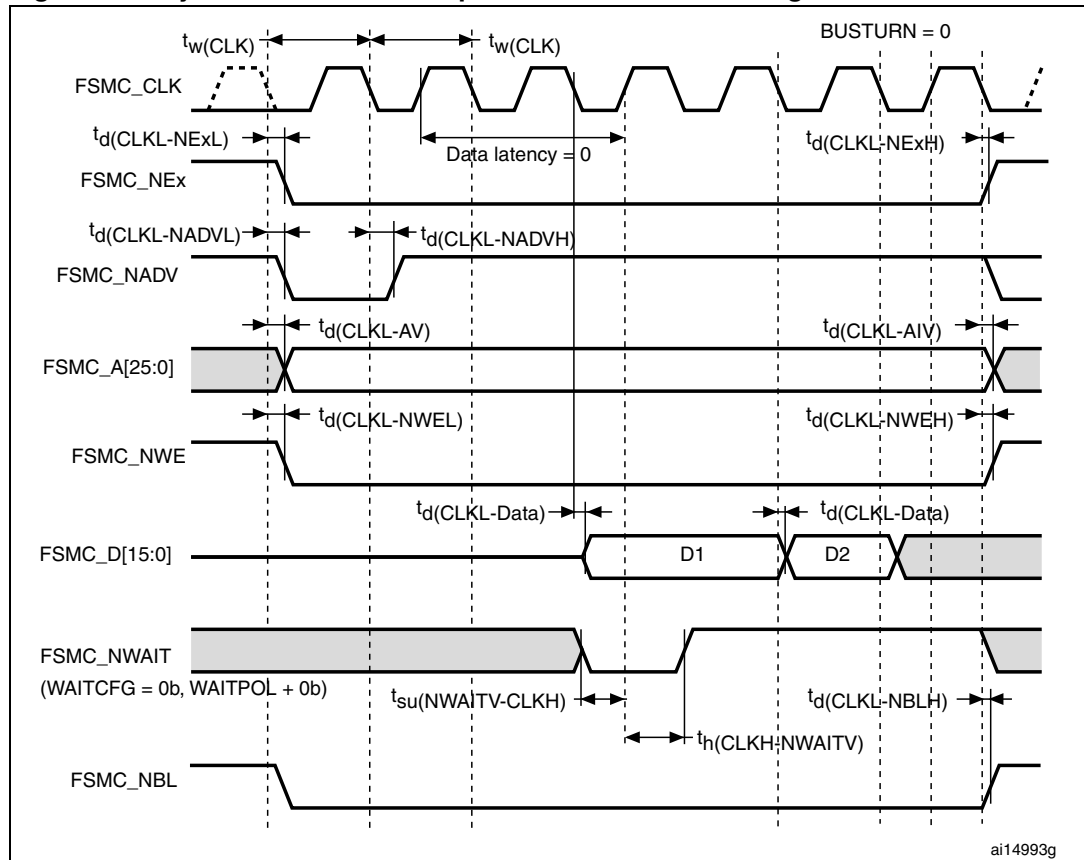 BUSTURN = 0
tw(CLK)
tw(CLK)
FSMC_CLK
td(CLKL-NExL)
Data latency = 0
td(CLKL-NExH)
FSMC_NEx
td(CLKL-NADVL)
td(CLKL-NADVH)
FSMC_NADV
td(CLKL-AV)
td(CLKL-AIV)
FSMC_A[25:0]
td(CLKL-NWEL)
td(CLKL-NWEH)
FSMC_NWE
td(CLKL-Data)
td(CLKL-Data)
FSMC_D[15:0]
D1
D2
FSMC_NWAIT
(WAITCFG = 0b, WAITPOL + 0b)
tsu(NWAITV-CLKH)
td(CLKL-NBLH)
th(CLKH-NWAITV)
FSMC_NBL
ai14993g